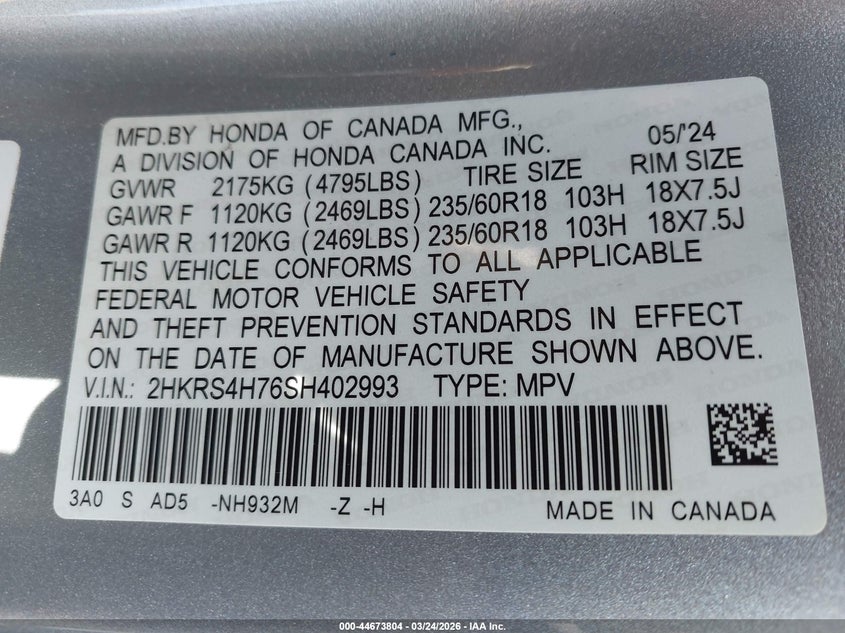 MFD.BY HONDA OF CANADA MFG.,
A DIVISION OF HONDA CANADA INC. 05/'24
GVWR 2175KG (4795LBS) TIRE SIZE RIM SIZE
GAWR F 1120KG (2469LBS) 235/60R18 103H 18X7.5J
GAWR R 1120KG (2469LBS) 235/60R18 103H 18X7.5J
THIS VEHICLE CONFORMS TO ALL APPLICABLE
FEDERAL MOTOR VEHICLE SAFETY
AND THEFT PREVENTION STANDARDS IN EFFECT
ON THE DATE OF MANUFACTURE SHOWN ABOVE.
V.I.N.: 2HKRS4H76SH402993 TYPE: MPV
3A0 S AD5 -NH932M -Z -H MADE IN CANADA
000-44673804 - 03/24/2026 - IAA Inc.